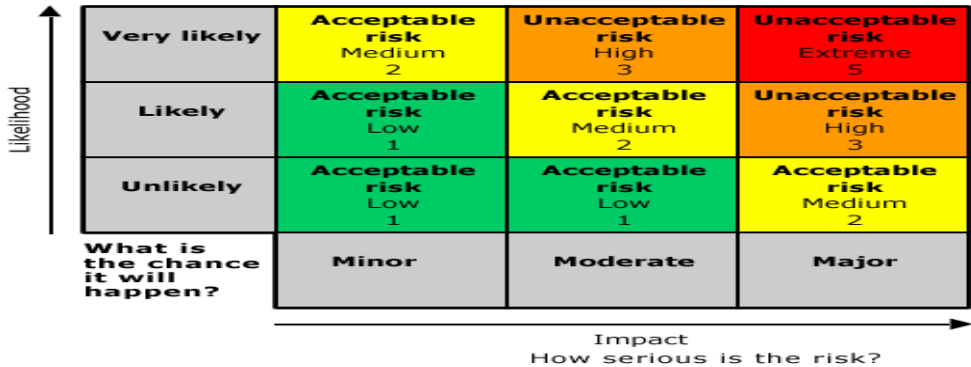 Likelihood
Very likely
Acceptable
risk
Medium
2
Unacceptable
risk
High
3
Unacceptable
risk
Extreme
5
Likely
Acceptable
risk
Low
1
Acceptable
risk
Medium
2
Unacceptable
risk
High
3
Unlikely
Acceptable
risk
Low
1
Acceptable
risk
Low
1
Acceptable
risk
Medium
2
What is
the chance
it will
happen?
Minor
Moderate
Major
Impact
How serious is the risk?